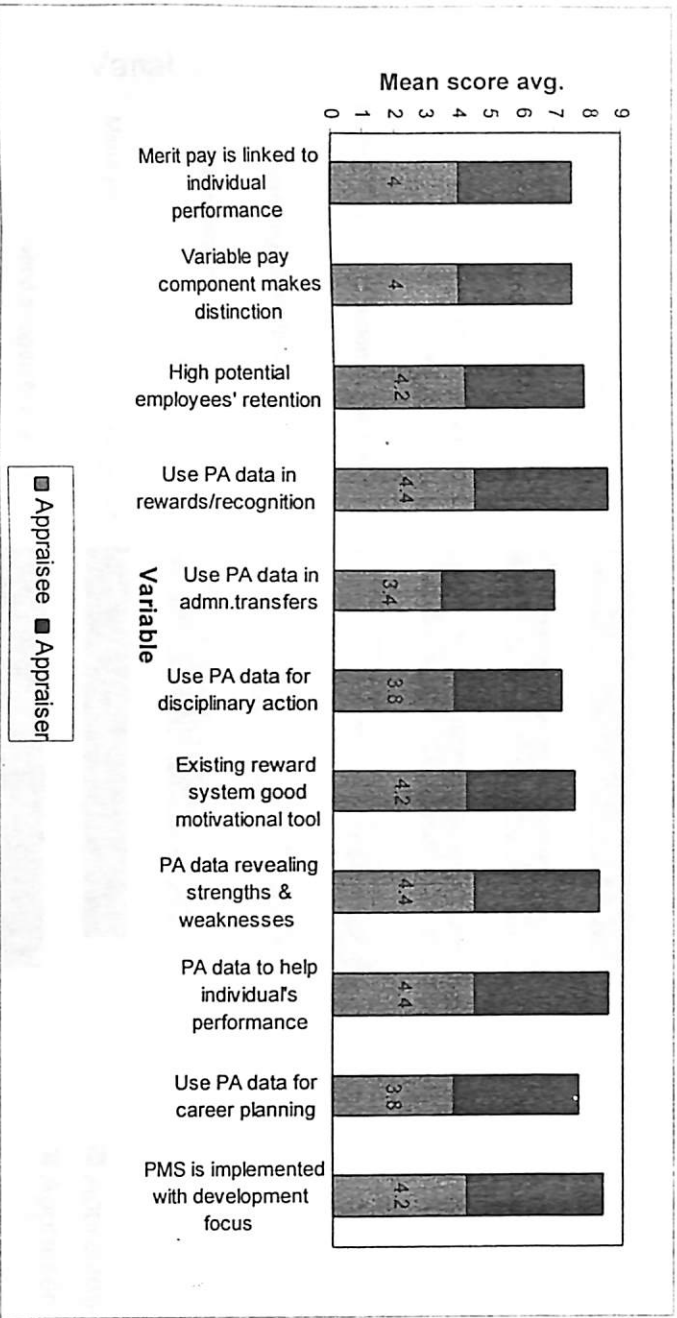 Mean score avg.
0
1
2
3
4
5
6
7
8
9
4
4
4.2
4.4
3.4
3.8
4.2
4.4
4.4
3.8
4.2
Merit pay is linked to
individual
performance
Variable pay
component makes
distinction
High potential
employees' retention
Use PA data in
rewards/recognition
Use PA data in
admn.transfers
Use PA data for
disciplinary action
Existing reward
system good
motivational tool
PA data revealing
strengths &
weaknesses
PA data to help
individual's
performance
Use PA data for
career planning
PMS is implemented
with development
focus
Variable
Appraisee Appraiser